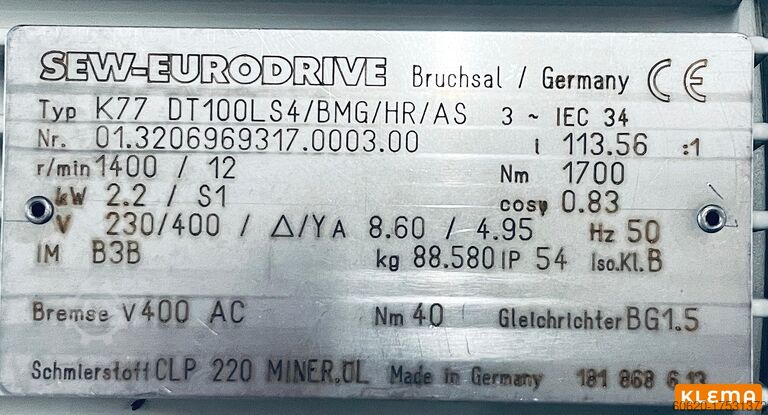 SEW-EURODRIVE Bruchsal / Germany CE
Typ K77 DT100LS4/BMG/HR/AS 3 ~ IEC 34
Nr. 01.3206969317.0003.00 i 113.56 :1
r/min 1400 / 12 Nm 1700
kW 2.2 / S1 cosφ 0.83
V 230/400 / Δ/Y A 8.60 / 4.95 Hz 50
IM B3B kg 88.580 IP 54 Iso.Kl. B
Bremse V 400 AC Nm 40 Gleichrichter BG1.5
Schmierstoff CLP 220 MINER.ÖL Made in Germany 181 868 6.13
KLEMA